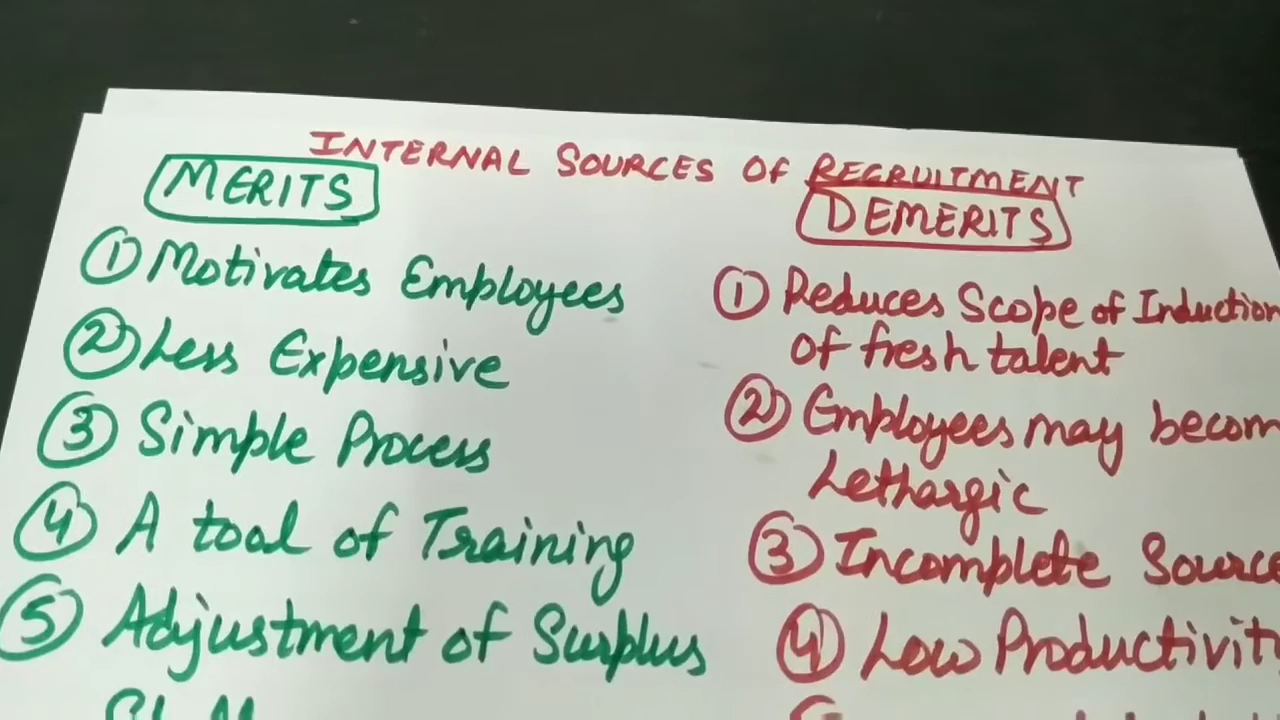 INTERNAL SOURCES OF RECRUITMENT
MERITS
① Motivates Employees
② Less Expensive
③ Simple Process
④ A tool of Training
⑤ Adjustment of Surplus
DEMERITS
① Reduces Scope of Induction
of fresh talent
② Employees may becom
Lethargic
③ Incomplete Source
④ Low Productivit